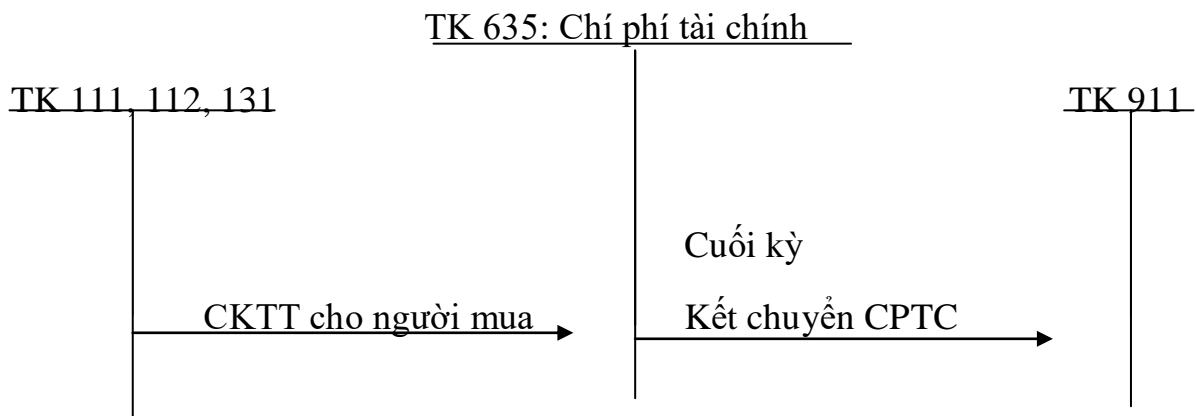 TK 635: Chí phí tài chính
TK 111, 112, 131
TK 911
Cuối kỳ
CKTT cho người mua
Kết chuyển CPTC